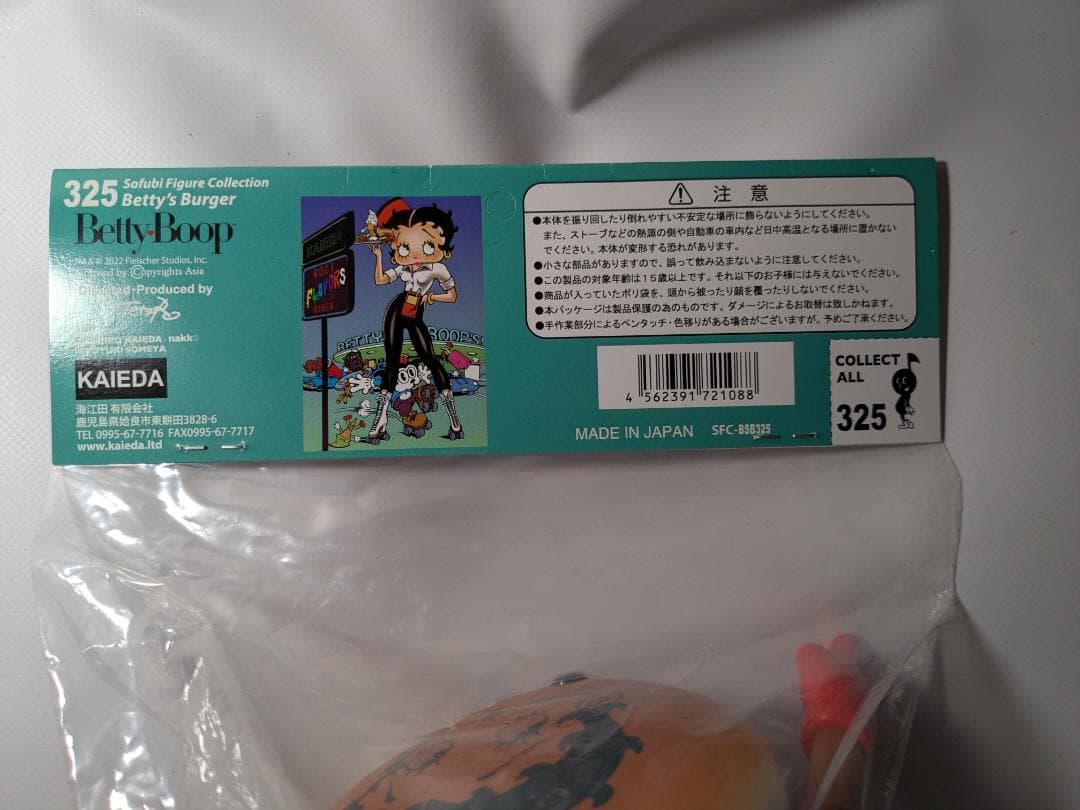 325 Sofubi Figure Collection
Betty's Burger
Betty Boop™
TM & © 2022 Fleischer Studios, Inc.
by ©opyrights Asia
Directed・Produced by
KAIEDA nakk
SOMEYA
KAIEDA
海江田 有限会社
鹿児島県姶良市東餅田3828-6
TEL 0995-67-7716 FAX0995-67-7717
www.kaieda.ltd
KAIEDA
FLAVORS
BETTY BOOP'S
⚠ 注意
●本体を振り回したり倒れやすい不安定な場所に飾らないようにしてください。
また、ストーブなどの熱源の側や自動車の車内など日中高温となる場所に置かない
でください。本体が変形する恐れがあります。
●小さな部品がありますので、誤って飲み込まないように注意してください。
●この製品の対象年齢は15歳以上です。それ以下のお子様には与えないでください。
●商品が入っていたポリ袋を、頭から被ったり顔を覆ったりしないでください。
●本パッケージは製品保護の為のものです。ダメージによるお取替は致しかねます。
●手作業部分によるペンタッチ・色移りがある場合がございますが、予めご了承ください。
4 562391 721088
MADE IN JAPAN SFC-BSB325
COLLECT
ALL
325